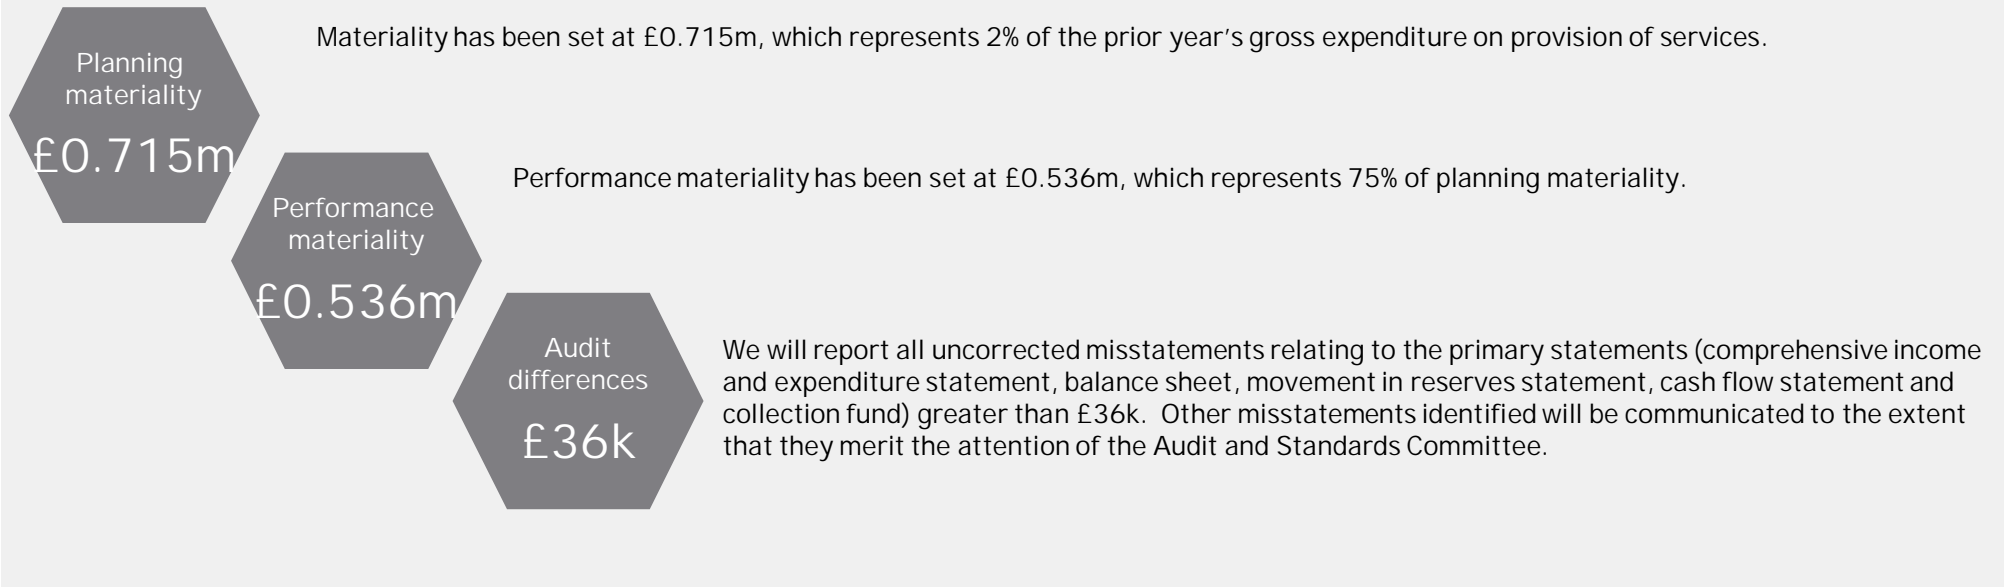 Planning
materiality
£0.715m
Materiality has been set at £0.715m, which represents 2% of the prior year’s gross expenditure on provision of services.
Performance
materiality
£0.536m
Performance materiality has been set at £0.536m, which represents 75% of planning materiality.
Audit
differences
£36k
We will report all uncorrected misstatements relating to the primary statements (comprehensive income
and expenditure statement, balance sheet, movement in reserves statement, cash flow statement and
collection fund) greater than £36k.  Other misstatements identified will be communicated to the extent
that they merit the attention of the Audit and Standards Committee.